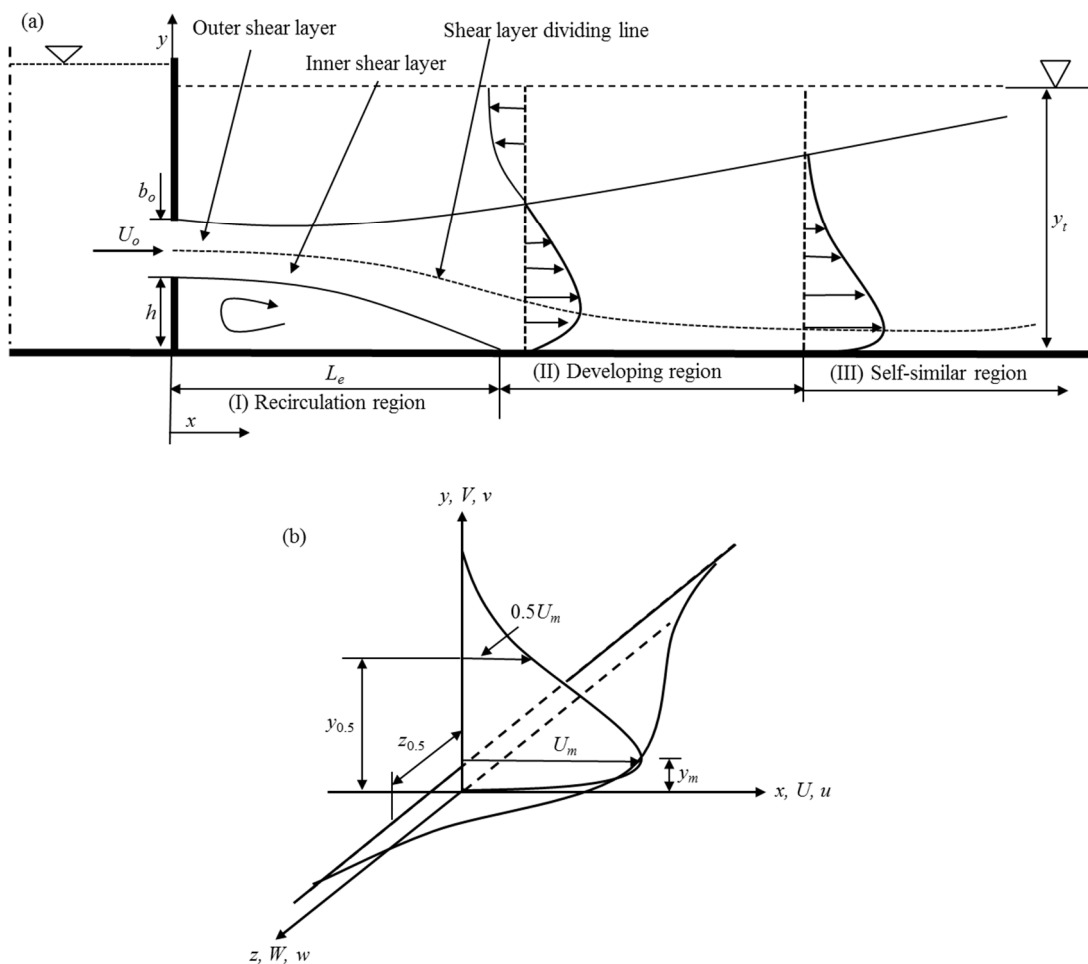 (a)
y
Outer shear layer
Shear layer dividing line
Inner shear layer
b_o
U_o
y_t
h
L_e
(I) Recirculation region
(II) Developing region
(III) Self-similar region
x
(b)
y, V, v
0.5U_m
y_0.5
z_0.5
U_m
y_m
x, U, u
z, W, w